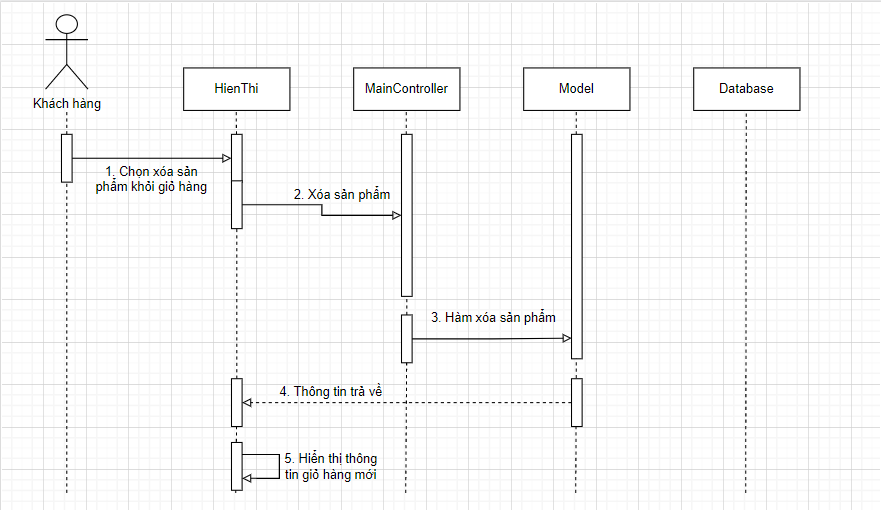 Khách hàng
HienThi
MainController
Model
Database
1. Chọn xóa sản
phẩm khỏi giỏ hàng
2. Xóa sản phẩm
3. Hàm xóa sản phẩm
4. Thông tin trả về
5. Hiển thị thông
tin giỏ hàng mới